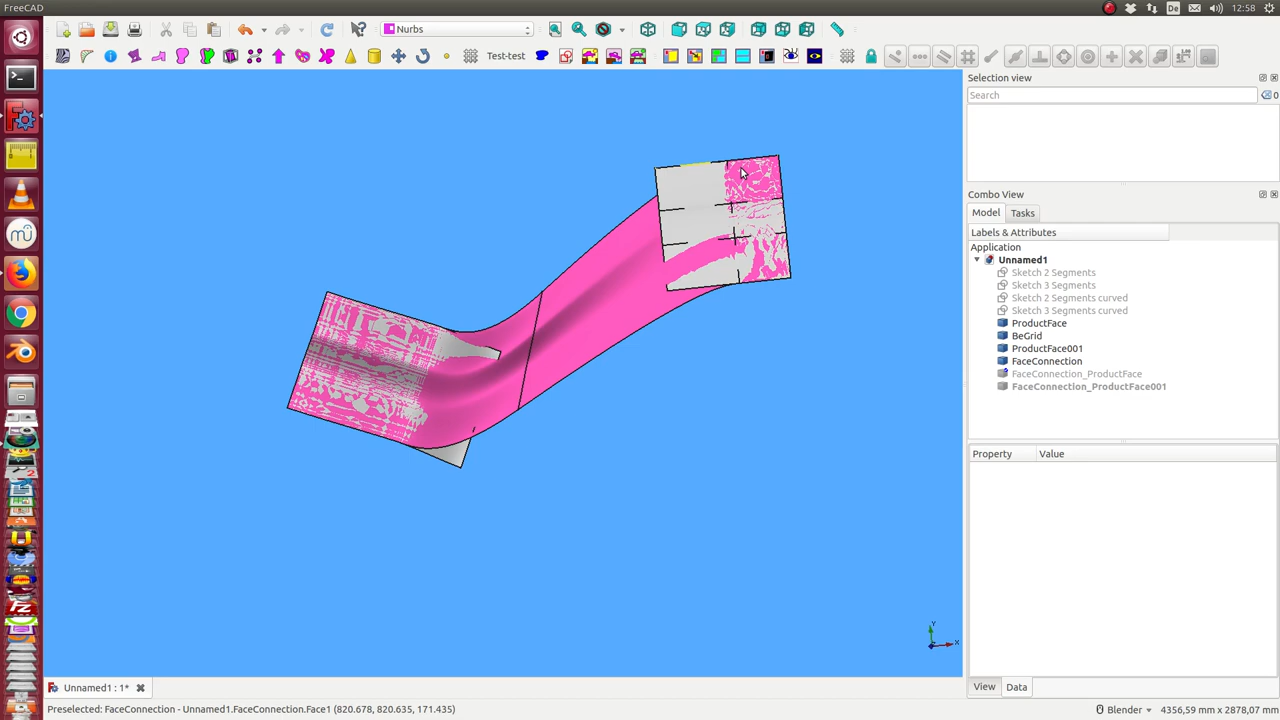 FreeCAD
De
12:58
Nurbs
Test-test
Selection view
Search
0
Combo View
Model
Tasks
Labels & Attributes
Application
Unnamed1
Sketch 2 Segments
Sketch 3 Segments
Sketch 2 Segments curved
Sketch 3 Segments curved
ProductFace
BeGrid
ProductFace001
FaceConnection
FaceConnection_ProductFace
FaceConnection_ProductFace001
Property
Value
Y
X
View
Data
Unnamed1 : 1*
Preselected: FaceConnection - Unnamed1.FaceConnection.Face1 (820.678, 820.635, 171.435)
Blender
4356,59 mm x 2878,07 mm